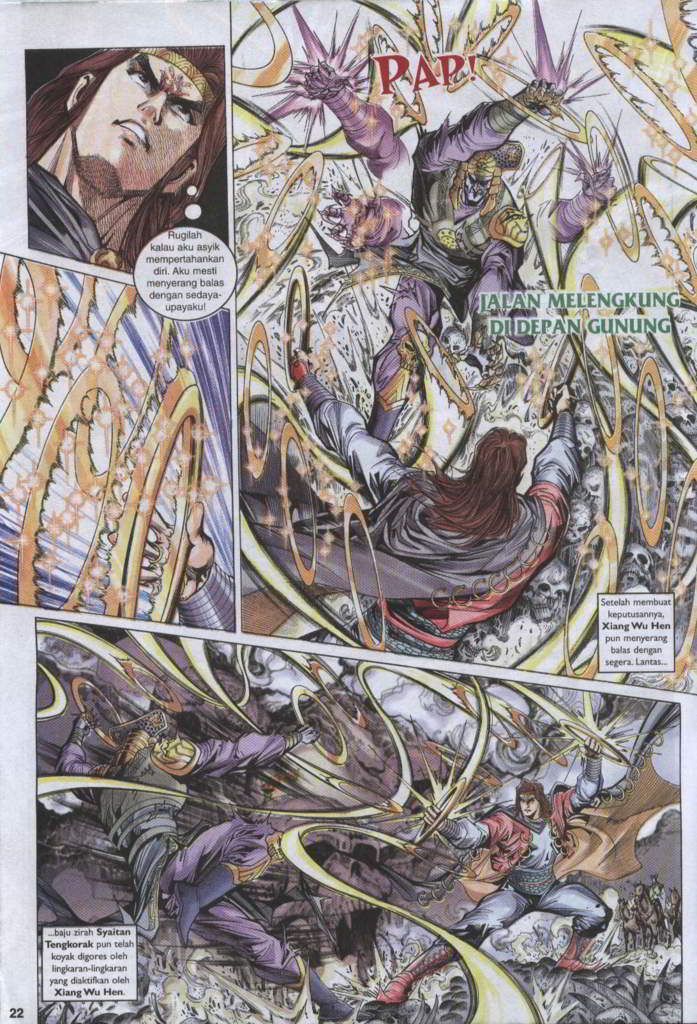 Rugilah
kalau aku asyik
mempertahankan
diri. Aku mesti
menyerang balas
dengan sedaya-
upayaku!
PAP!
JALAN MELENGKUNG
DI DEPAN GUNUNG
Setelah membuat
keputusannya,
Xiang Wu Hen
pun menyerang
balas dengan
segera. Lantas...
...baju zirah Syaitan
Tengkorak pun telah
koyak digores oleh
lingkaran-lingkaran
yang diaktifkan oleh
Xiang Wu Hen.
22